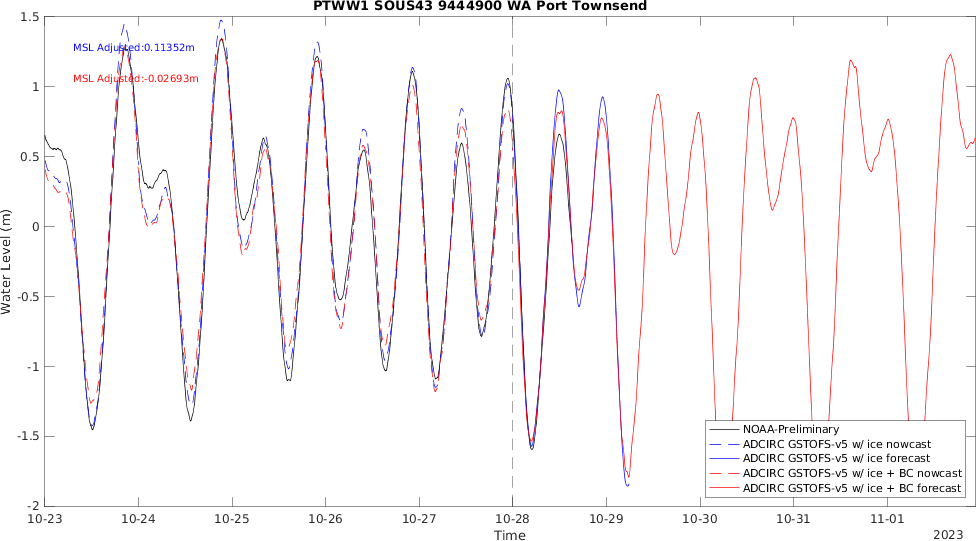 PTWW1 SOUS43 9444900 WA Port Townsend
MSL Adjusted:0.11352m
MSL Adjusted:-0.02693m
Water Level (m)
1.5
1
0.5
0
-0.5
-1
-1.5
-2
NOAA-Preliminary
ADCIRC GSTOFS-v5 w/ ice nowcast
ADCIRC GSTOFS-v5 w/ ice forecast
ADCIRC GSTOFS-v5 w/ ice + BC nowcast
ADCIRC GSTOFS-v5 w/ ice + BC forecast
10-23 10-24 10-25 10-26 10-27 10-28 10-29 10-30 10-31 11-01
Time
2023